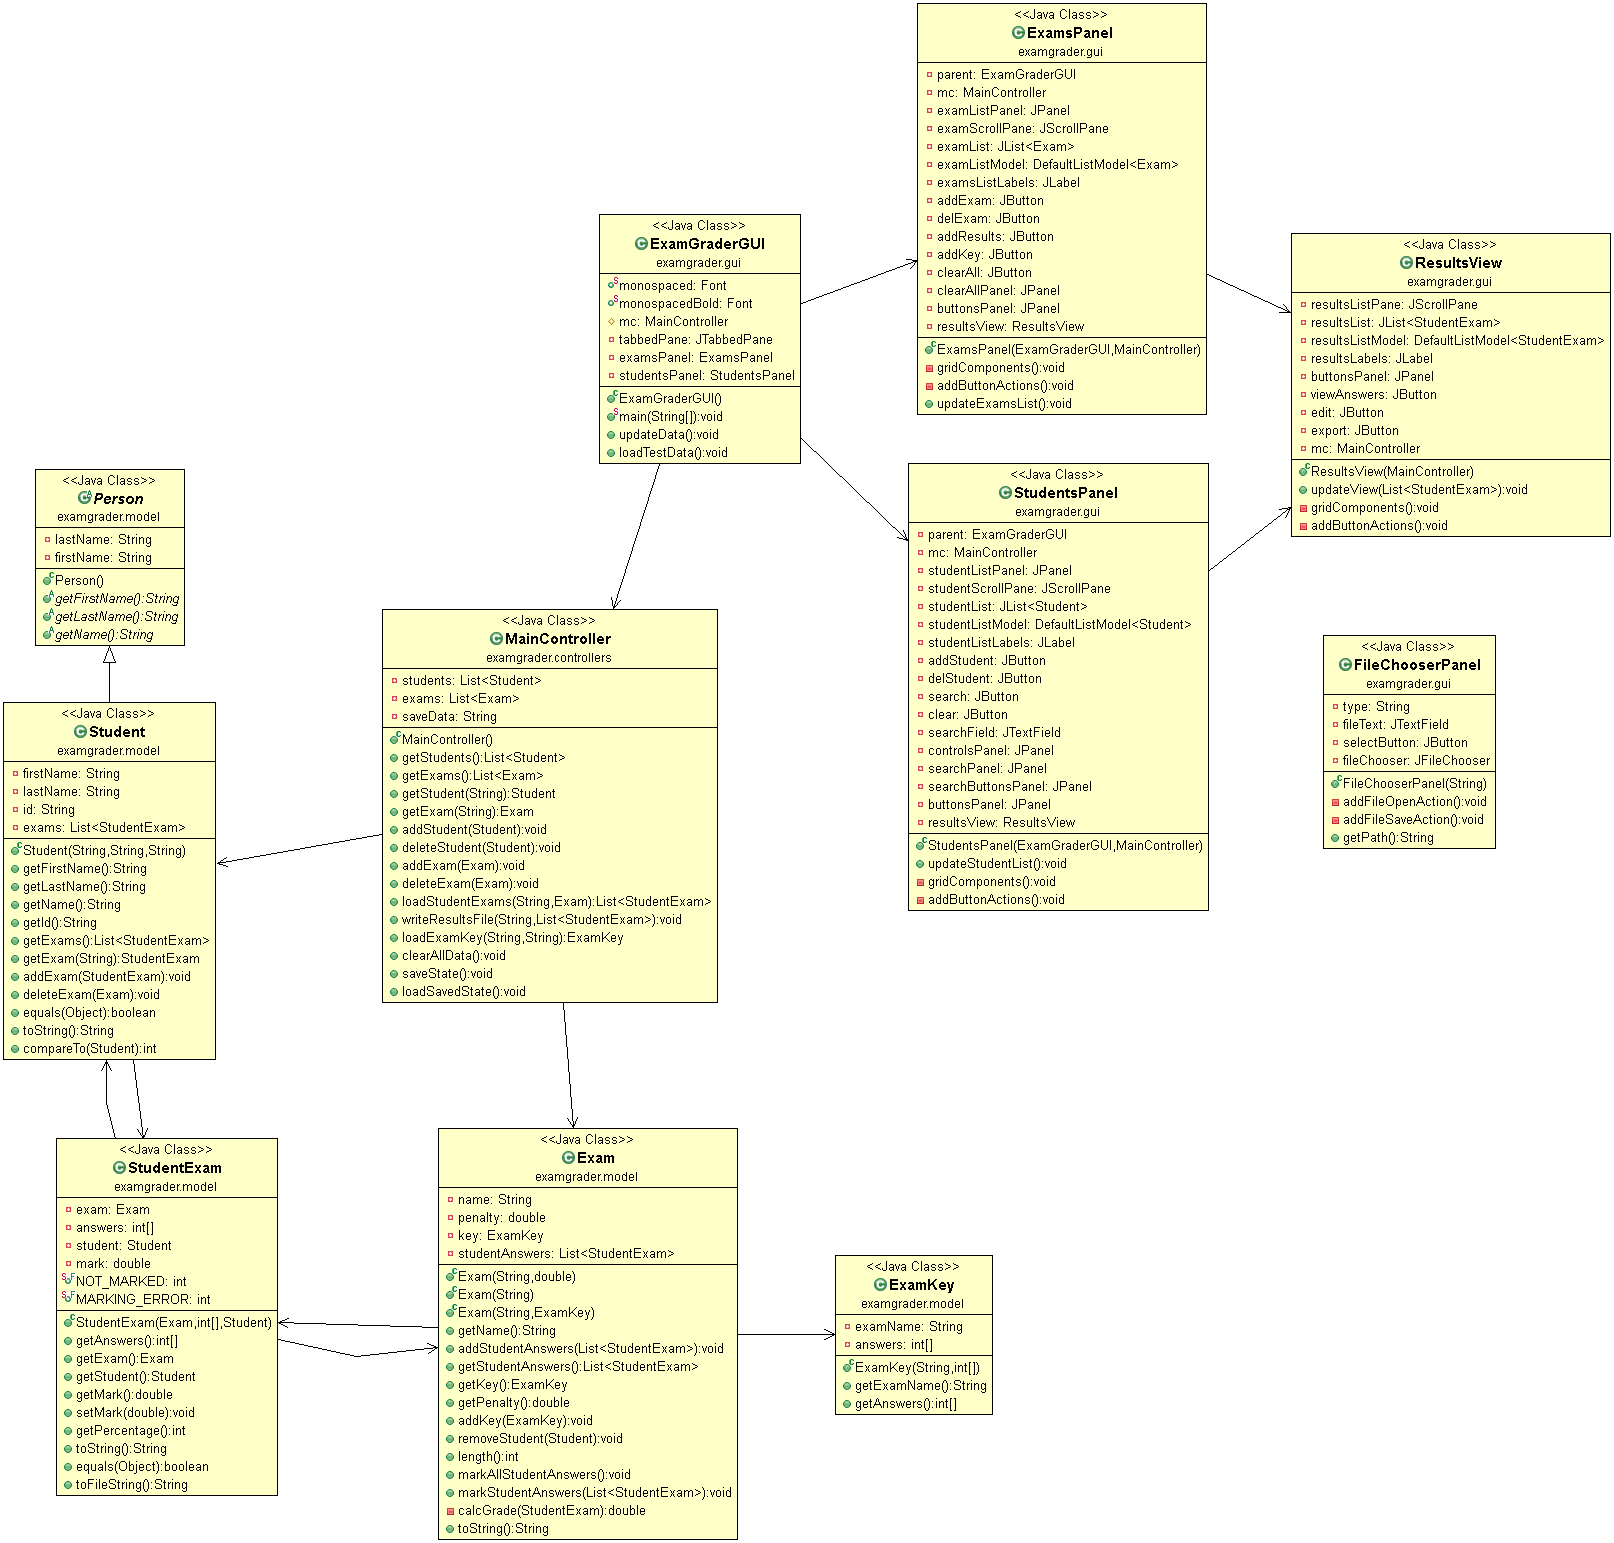 <<Java Class>>
ExamsPanel
examgrader.gui
parent: ExamGraderGUI
mc: MainController
examListPanel: JPanel
examScrollPane: JScrollPane
examList: JList<Exam>
examListModel: DefaultListModel<Exam>
examsListLabels: JLabel
addExam: JButton
delExam: JButton
addResults: JButton
addKey: JButton
clearAll: JButton
clearAllPanel: JPanel
buttonsPanel: JPanel
resultsView: ResultsView
ExamsPanel(ExamGraderGUI,MainController)
gridComponents():void
addButtonActions():void
updateExamsList():void
<<Java Class>>
ExamGraderGUI
examgrader.gui
monospaced: Font
monospacedBold: Font
mc: MainController
tabbedPane: JTabbedPane
examsPanel: ExamsPanel
studentsPanel: StudentsPanel
ExamGraderGUI()
main(String[]):void
updateData():void
loadTestData():void
<<Java Class>>
ResultsView
examgrader.gui
resultsListPane: JScrollPane
resultsList: JList<StudentExam>
resultsListModel: DefaultListModel<StudentExam>
resultsLabels: JLabel
buttonsPanel: JPanel
viewAnswers: JButton
edit: JButton
export: JButton
mc: MainController
ResultsView(MainController)
updateView(List<StudentExam>):void
gridComponents():void
addButtonActions():void
<<Java Class>>
Person
examgrader.model
lastName: String
firstName: String
Person()
getFirstName():String
getLastName():String
getName():String
<<Java Class>>
StudentsPanel
examgrader.gui
parent: ExamGraderGUI
mc: MainController
studentListPanel: JPanel
studentScrollPane: JScrollPane
studentList: JList<Student>
studentListModel: DefaultListModel<Student>
studentListLabels: JLabel
addStudent: JButton
delStudent: JButton
search: JButton
clear: JButton
searchField: JTextField
controlsPanel: JPanel
searchPanel: JPanel
searchButtonsPanel: JPanel
buttonsPanel: JPanel
resultsView: ResultsView
StudentsPanel(ExamGraderGUI,MainController)
updateStudentList():void
gridComponents():void
addButtonActions():void
<<Java Class>>
MainController
examgrader.controllers
students: List<Student>
exams: List<Exam>
saveData: String
MainController()
getStudents():List<Student>
getExams():List<Exam>
getStudent(String):Student
getExam(String):Exam
addStudent(Student):void
deleteStudent(Student):void
addExam(Exam):void
deleteExam(Exam):void
loadStudentExams(String,Exam):List<StudentExam>
writeResultsFile(String,List<StudentExam>):void
loadExamKey(String,String):ExamKey
clearAllData():void
saveState():void
loadSavedState():void
<<Java Class>>
FileChooserPanel
examgrader.gui
type: String
fileText: JTextField
selectButton: JButton
fileChooser: JFileChooser
FileChooserPanel(String)
addFileOpenAction():void
addFileSaveAction():void
getPath():String
<<Java Class>>
Student
examgrader.model
firstName: String
lastName: String
id: String
exams: List<StudentExam>
Student(String,String,String)
getFirstName():String
getLastName():String
getName():String
getId():String
getExams():List<StudentExam>
getExam(String):StudentExam
addExam(StudentExam):void
deleteExam(Exam):void
equals(Object):boolean
toString():String
compareTo(Student):int
<<Java Class>>
StudentExam
examgrader.model
exam: Exam
answers: int[]
student: Student
mark: double
NOT_MARKED: int
MARKING_ERROR: int
StudentExam(Exam,int[],Student)
getAnswers():int[]
getExam():Exam
getStudent():Student
getMark():double
setMark(double):void
getPercentage():int
toString():String
equals(Object):boolean
toFileString():String
<<Java Class>>
Exam
examgrader.model
name: String
penalty: double
key: ExamKey
studentAnswers: List<StudentExam>
Exam(String,double)
Exam(String)
Exam(String,ExamKey)
getName():String
addStudentAnswers(List<StudentExam>):void
getStudentAnswers():List<StudentExam>
getKey():ExamKey
getPenalty():double
addKey(ExamKey):void
removeStudent(Student):void
length():int
markAllStudentAnswers():void
markStudentAnswers(List<StudentExam>):void
calcGrade(StudentExam):double
toString():String
<<Java Class>>
ExamKey
examgrader.model
examName: String
answers: int[]
ExamKey(String,int[])
getExamName():String
getAnswers():int[]